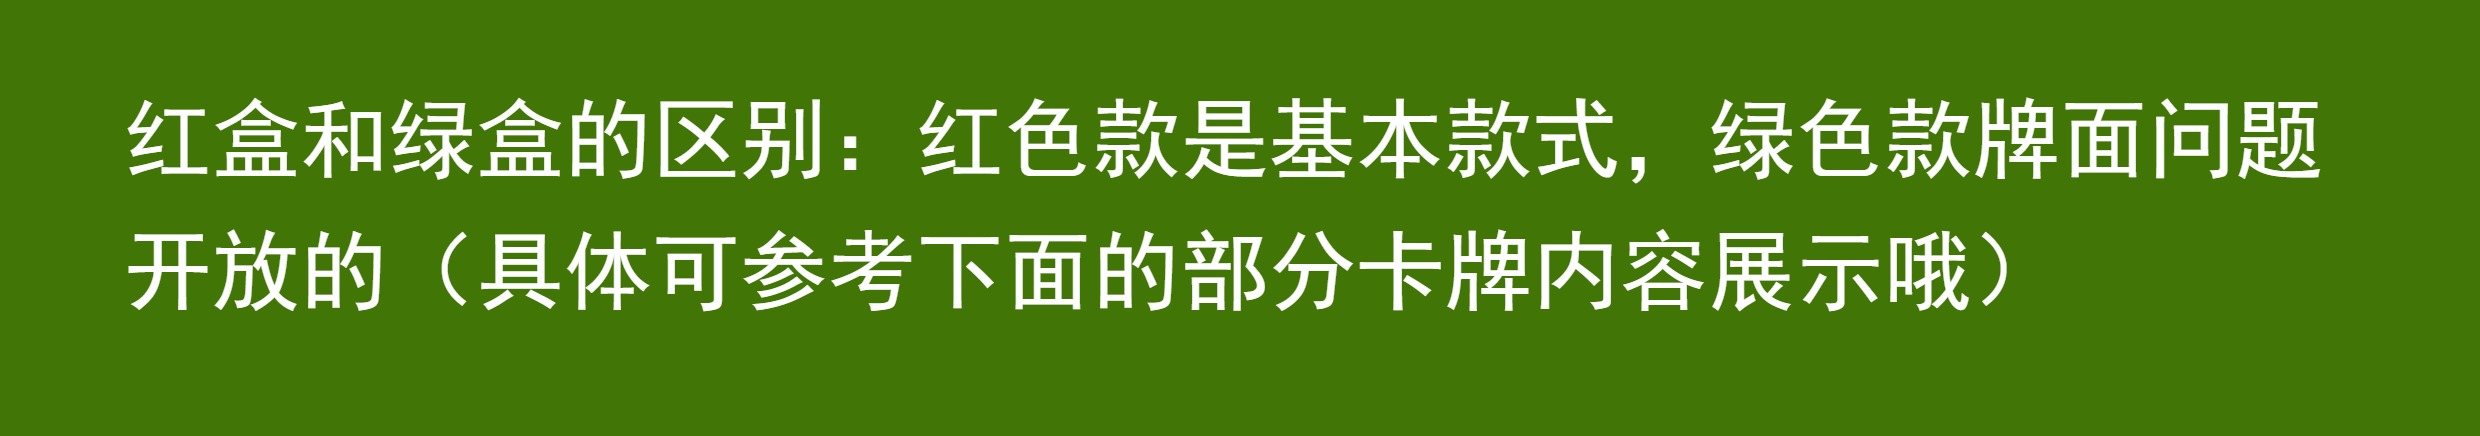 红盒和绿盒的区别：红色款是基本款式，绿色款牌面问题
开放的（具体可参考下面的部分卡牌内容展示哦）